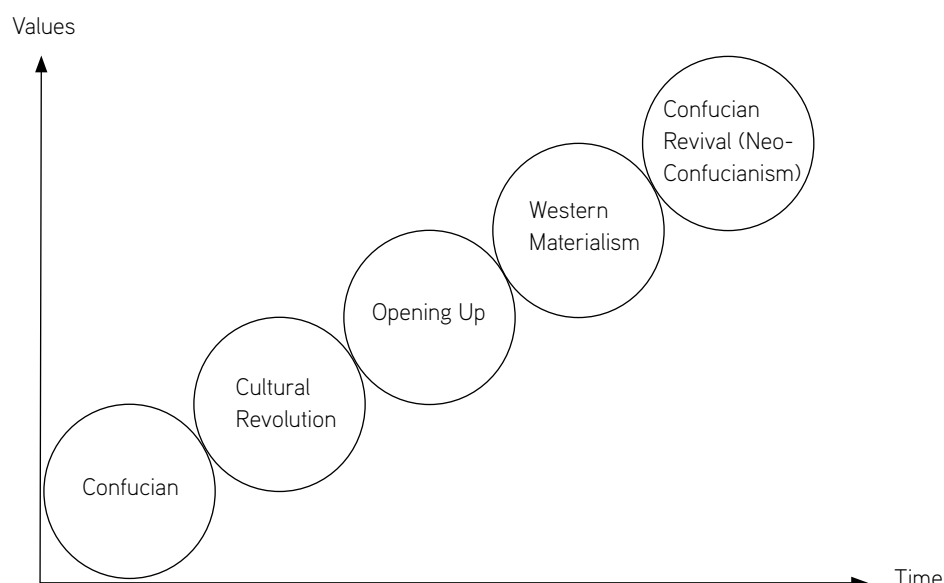 Values
Confucian
Revival (Neo-
Confucianism)
Western
Materialism
Opening Up
Cultural
Revolution
Confucian
Time